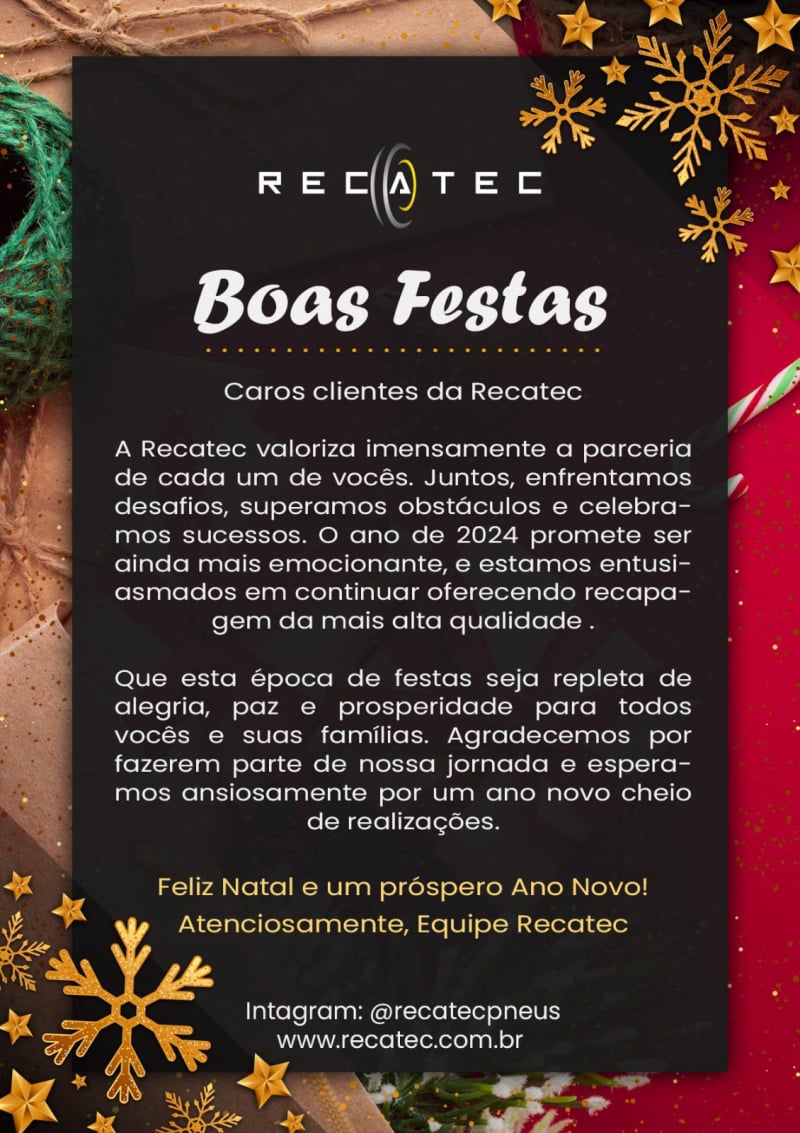 RECATEC
Boas Festas
Caros clientes da Recatec
A Recatec valoriza imensamente a parceria
de cada um de vocês. Juntos, enfrentamos
desafios, superamos obstáculos e celebra-
mos sucessos. O ano de 2024 promete ser
ainda mais emocionante, e estamos entusi-
asmados em continuar oferecendo recapa-
gem da mais alta qualidade .
Que esta época de festas seja repleta de
alegria, paz e prosperidade para todos
vocês e suas famílias. Agradecemos por
fazerem parte de nossa jornada e espera-
mos ansiosamente por um ano novo cheio
de realizações.
Feliz Natal e um próspero Ano Novo!
Atenciosamente, Equipe Recatec
Intagram: @recatecpneus
www.recatec.com.br